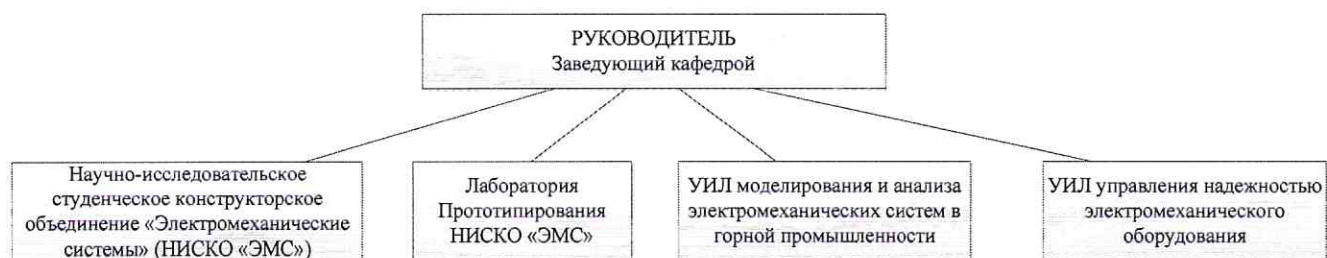 РУКОВОДИТЕЛЬ
Заведующий кафедрой
Научно-исследовательское
студенческое конструкторское
объединение «Электромеханические
системы» (НИСКО «ЭМС»)
Лаборатория
Прототипирования
НИСКО «ЭМС»
УИЛ моделирования и анализа
электромеханических систем в
горной промышленности
УИЛ управления надежностью
электромеханического
оборудования